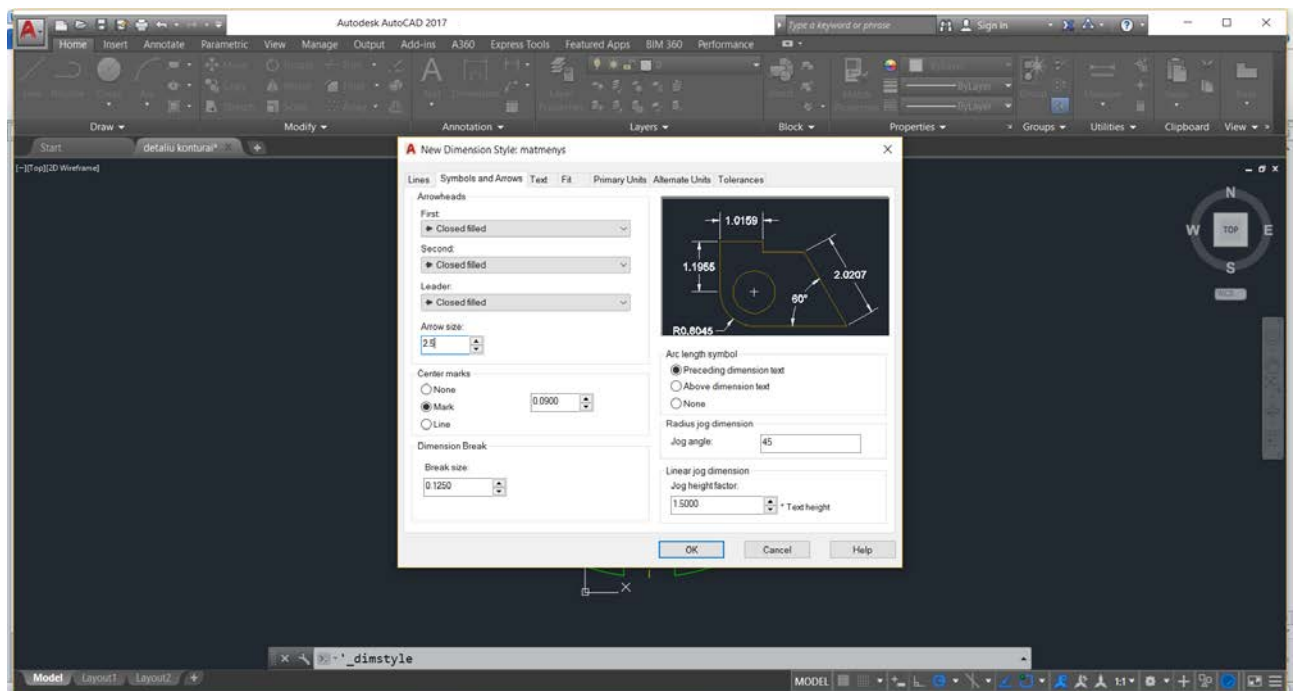 Autodesk AutoCAD 2017
Type a keyword or phrase
Sign In
Home Insert Annotate Parametric View Manage Output Add-ins A360 Express Tools Featured Apps BIM 360 Performance
Draw Modify Annotation Layers Block Properties Groups Utilities Clipboard View
Start detaliu konturai*
[-][Top][2D Wireframe]
N
W TOP E
S
New Dimension Style: matmenys
Lines Symbols and Arrows Text Fit Primary Units Alternate Units Tolerances
Arrowheads
First:
Closed filled
Second:
Closed filled
Leader:
Closed filled
Arrow size:
2.5
Center marks
None
Mark
0.0900
Line
Dimension Break
Break size:
0.1250
1.0159
1.1955
2.0207
60°
R0.8045
Arc length symbol
Preceding dimension text
Above dimension text
None
Radius jog dimension
Jog angle: 45
Linear jog dimension
Jog height factor:
1.5000 * Text height
OK Cancel Help
X
'_dimstyle
Model Layout1 Layout2
MODEL 1:1